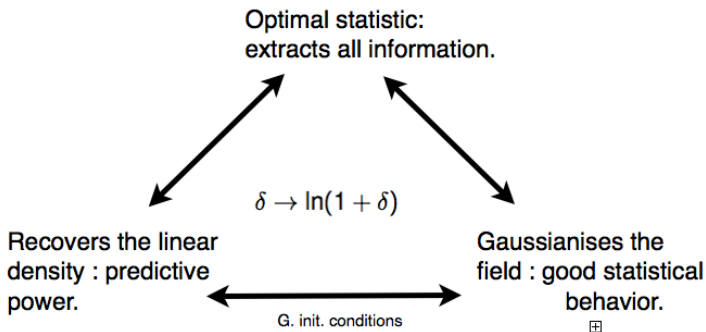 Optimal statistic:
extracts all information.
δ → ln(1 + δ)
Recovers the linear
density : predictive
power.
Gaussianises the
field : good statistical
behavior.
G. init. conditions